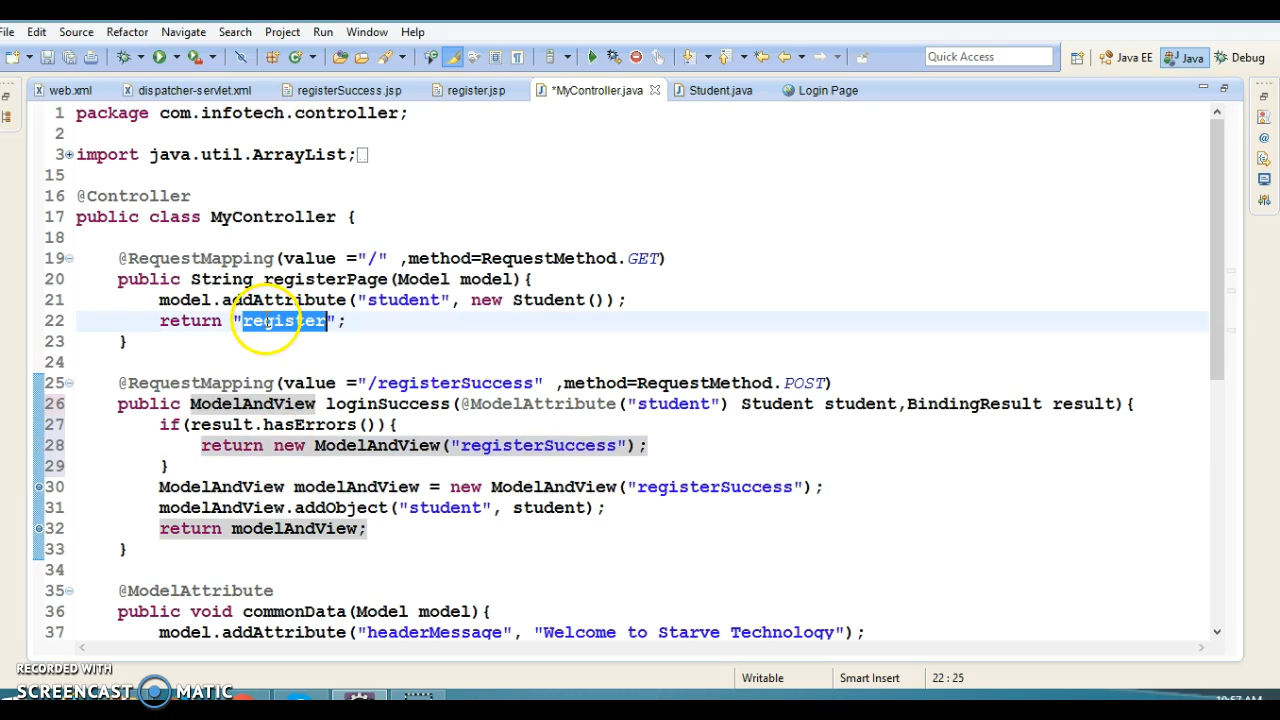 File Edit Source Refactor Navigate Search Project Run Window Help
Quick Access Java EE Java Debug
web.xml dispatcher-servlet.xml registerSuccess.jsp register.jsp *MyController.java Student.java Login Page
1 package com.infotech.controller;
2
3 import java.util.ArrayList;
15
16 @Controller
17 public class MyController {
18
19 @RequestMapping(value ="/" ,method=RequestMethod.GET)
20 public String registerPage(Model model){
21 model.addAttribute("student", new Student());
22 return "register";
23 }
24
25 @RequestMapping(value ="/registerSuccess" ,method=RequestMethod.POST)
26 public ModelAndView loginSuccess(@ModelAttribute("student") Student student,BindingResult result){
27 if(result.hasErrors()){
28 return new ModelAndView("registerSuccess");
29 }
30 ModelAndView modelAndView = new ModelAndView("registerSuccess");
31 modelAndView.addObject("student", student);
32 return modelAndView;
33 }
34
35 @ModelAttribute
36 public void commonData(Model model){
37 model.addAttribute("headerMessage", "Welcome to Starve Technology");
Writable Smart Insert 22 : 25
RECORDED WITH
SCREENCAST MATIC